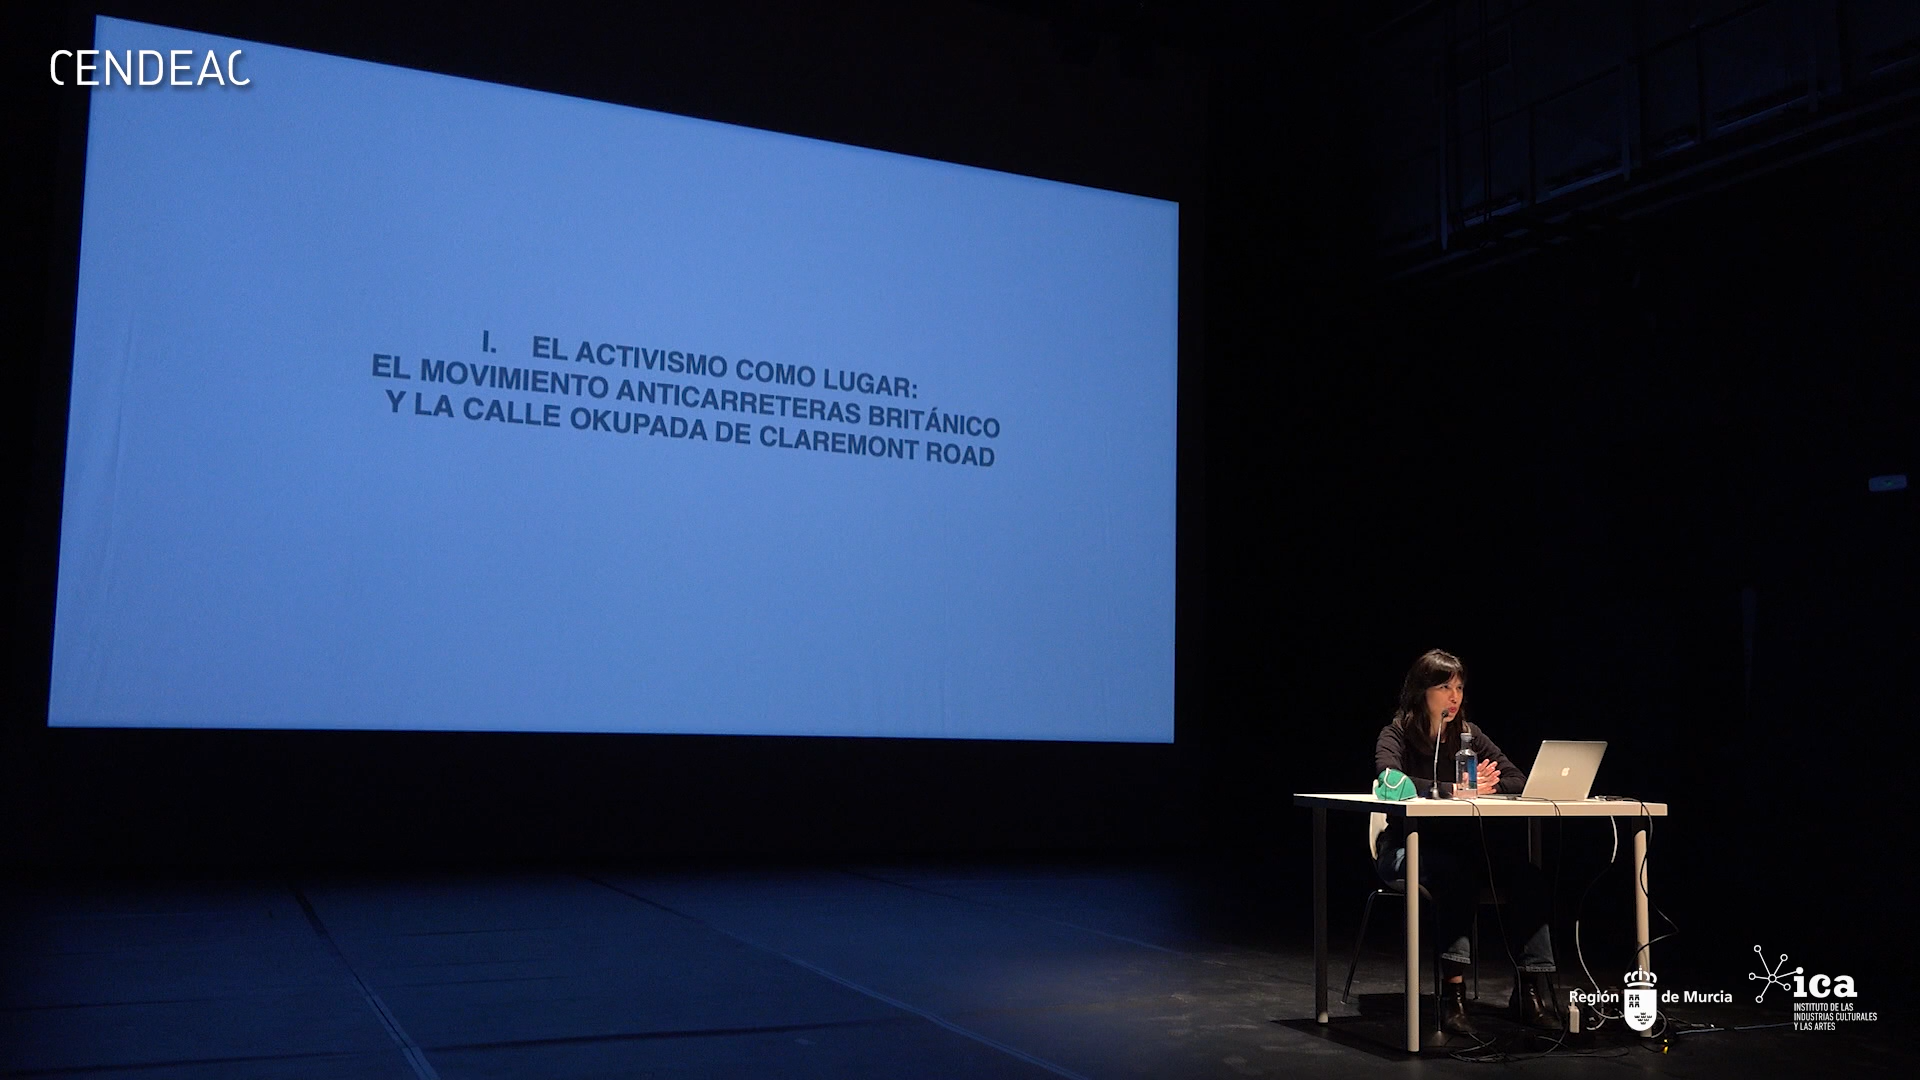 CENDEAC
I. EL ACTIVISMO COMO LUGAR:
EL MOVIMIENTO ANTICARRETERAS BRITÁNICO
Y LA CALLE OKUPADA DE CLAREMONT ROAD
Región de Murcia
ica
INSTITUTO DE LAS
INDUSTRIAS CULTURALES
Y LAS ARTES